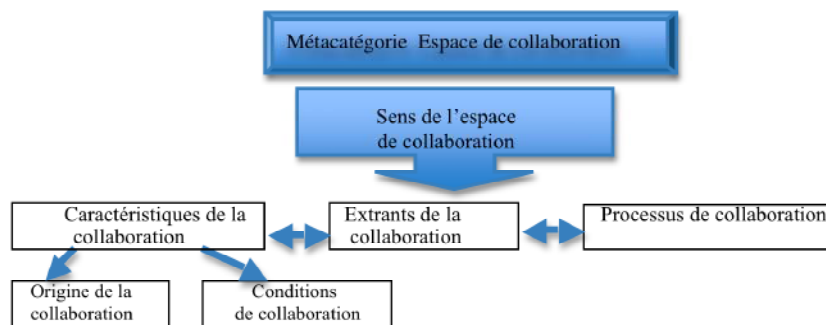 Métacatégorie Espace de collaboration
Sens de l’espace
de collaboration
Caractéristiques de la
collaboration
Extrants de la
collaboration
Processus de collaboration
Origine de la
collaboration
Conditions
de collaboration